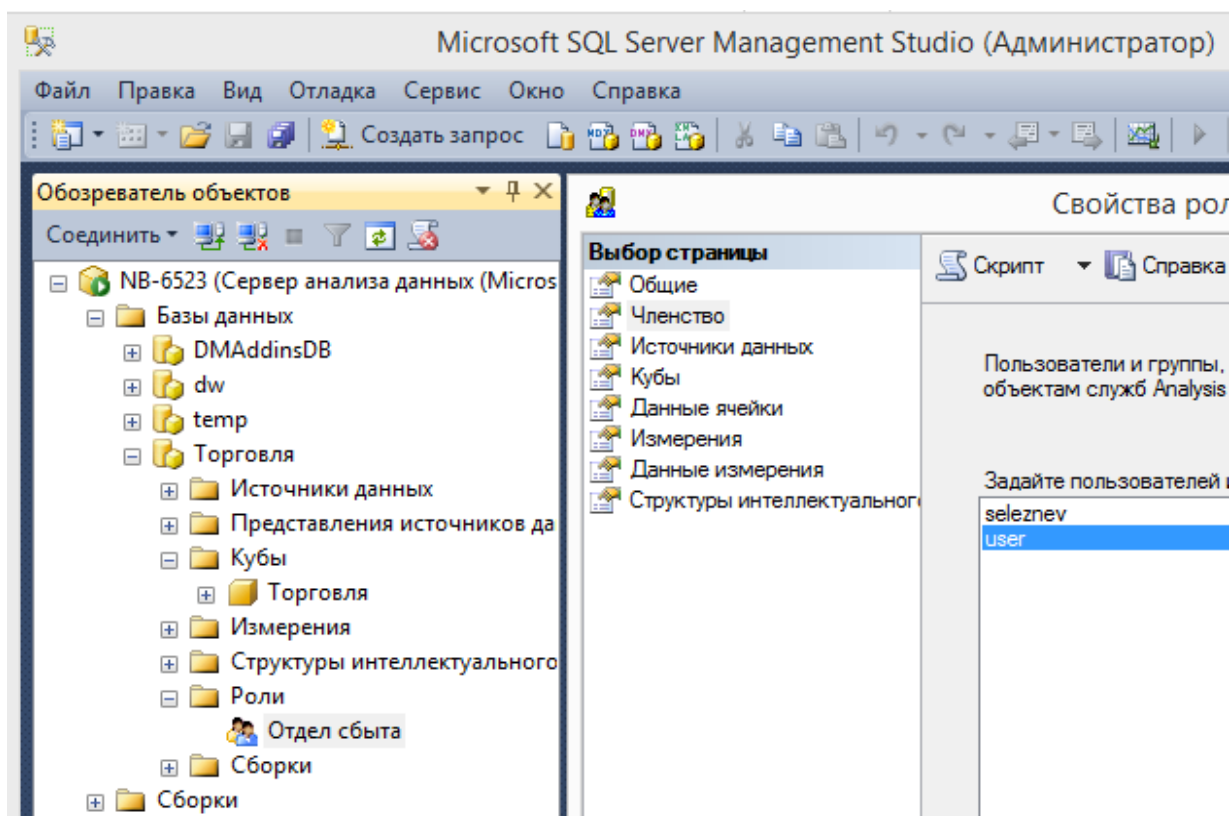 Microsoft SQL Server Management Studio (Администратор)
Файл Правка Вид Отладка Сервис Окно Справка
Создать запрос
Обозреватель объектов
Соединить
NB-6523 (Сервер анализа данных (Micros
Базы данных
DMAddinsDB
dw
temp
Торговля
Источники данных
Представления источников да
Кубы
Торговля
Измерения
Структуры интеллектуального
Роли
Отдел сбыта
Сборки
Сборки
Свойства рол
Выбор страницы
Общие
Членство
Источники данных
Кубы
Данные ячейки
Измерения
Данные измерения
Структуры интеллектуального
Скрипт Справка
Пользователи и группы,
объектам служб Analysis
Задайте пользователей и
seleznev
user